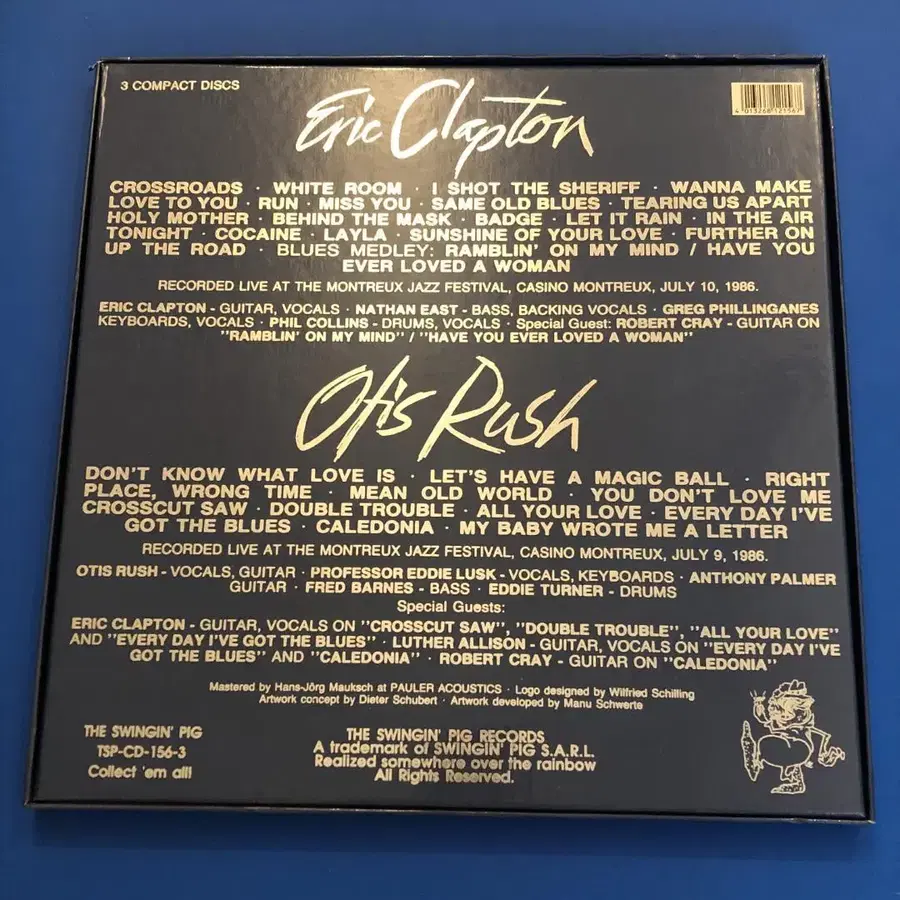 3 COMPACT DISCS
4 013268 121567
Eric Clapton
CROSSROADS · WHITE ROOM · I SHOT THE SHERIFF · WANNA MAKE
LOVE TO YOU · RUN · MISS YOU · SAME OLD BLUES · TEARING US APART
HOLY MOTHER · BEHIND THE MASK · BADGE · LET IT RAIN · IN THE AIR
TONIGHT · COCAINE · LAYLA · SUNSHINE OF YOUR LOVE · FURTHER ON
UP THE ROAD · BLUES MEDLEY: RAMBLIN' ON MY MIND / HAVE YOU
EVER LOVED A WOMAN
RECORDED LIVE AT THE MONTREUX JAZZ FESTIVAL, CASINO MONTREUX, JULY 10, 1986.
ERIC CLAPTON - GUITAR, VOCALS · NATHAN EAST - BASS, BACKING VOCALS · GREG PHILLINGANES
KEYBOARDS, VOCALS · PHIL COLLINS - DRUMS, VOCALS · Special Guest: ROBERT CRAY - GUITAR ON
"RAMBLIN' ON MY MIND" / "HAVE YOU EVER LOVED A WOMAN"
Otis Rush
DON'T KNOW WHAT LOVE IS · LET'S HAVE A MAGIC BALL · RIGHT
PLACE, WRONG TIME · MEAN OLD WORLD · YOU DON'T LOVE ME
CROSSCUT SAW · DOUBLE TROUBLE · ALL YOUR LOVE · EVERY DAY I'VE
GOT THE BLUES · CALEDONIA · MY BABY WROTE ME A LETTER
RECORDED LIVE AT THE MONTREUX JAZZ FESTIVAL, CASINO MONTREUX, JULY 9, 1986.
OTIS RUSH - VOCALS, GUITAR · PROFESSOR EDDIE LUSK - VOCALS, KEYBOARDS · ANTHONY PALMER
GUITAR · FRED BARNES - BASS · EDDIE TURNER - DRUMS
Special Guests:
ERIC CLAPTON - GUITAR, VOCALS ON "CROSSCUT SAW", "DOUBLE TROUBLE", "ALL YOUR LOVE"
AND "EVERY DAY I'VE GOT THE BLUES" · LUTHER ALLISON - GUITAR, VOCALS ON "EVERY DAY I'VE
GOT THE BLUES" AND "CALEDONIA" · ROBERT CRAY - GUITAR ON "CALEDONIA"
Mastered by Hans-Jörg Mauksch at PAULER ACOUSTICS · Logo designed by Wilfried Schilling
Artwork concept by Dieter Schubert · Artwork developed by Manu Schwerte
THE SWINGIN' PIG
TSP-CD-156-3
Collect 'em all!
THE SWINGIN' PIG RECORDS
A trademark of SWINGIN' PIG S.A.R.L.
Realized somewhere over the rainbow
All Rights Reserved.